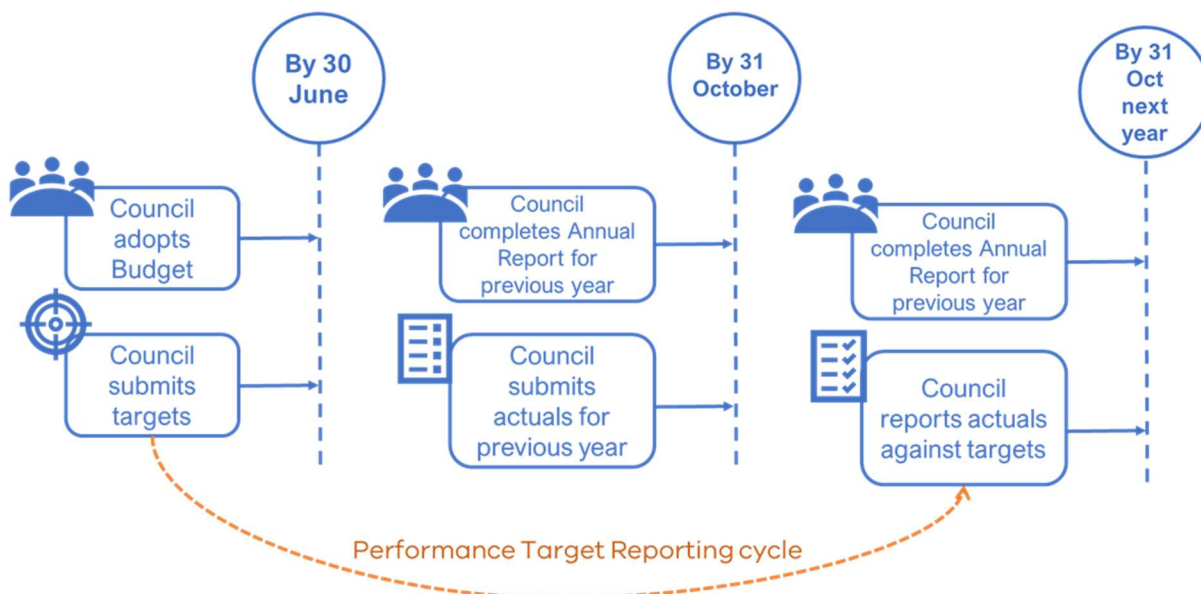 By 30
June
By 31
October
By 31
Oct
next
year
Council
adopts
Budget
Council
completes Annual
Report for
previous year
Council
completes Annual
Report for
previous year
Council
submits
targets
Council
submits
actuals for
previous year
Council
reports actuals
against targets
Performance Target Reporting cycle